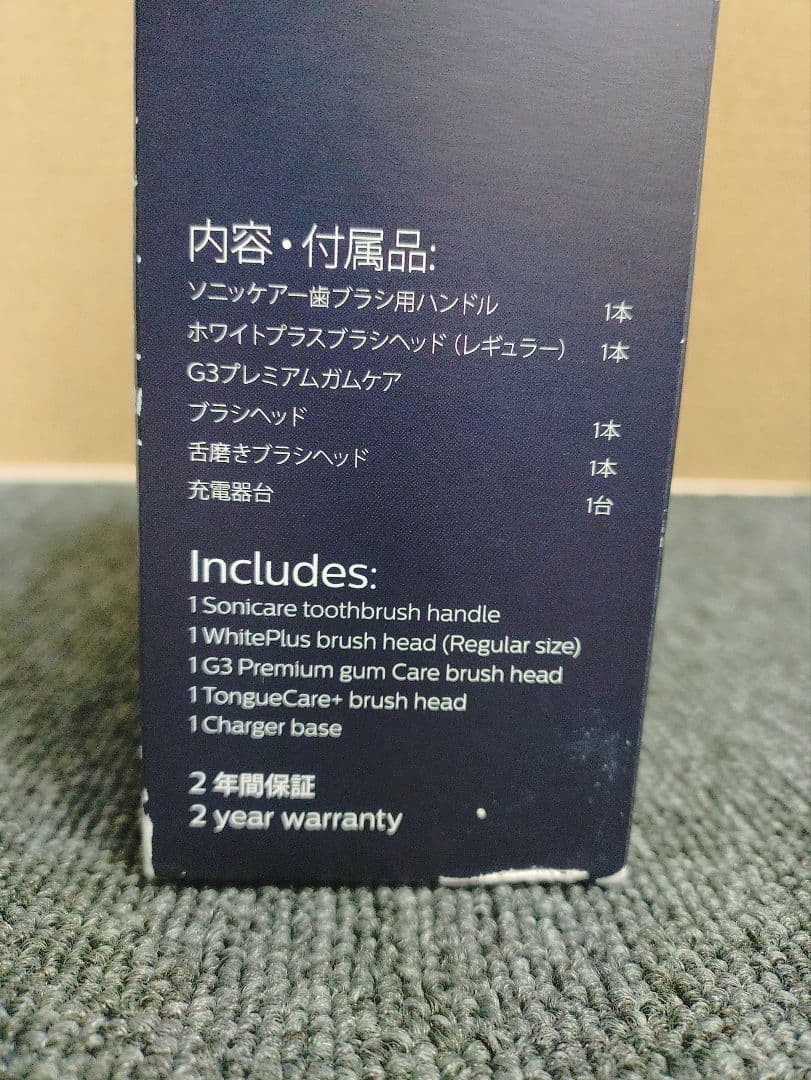 内容・付属品:
ソニッケアー歯ブラシ用ハンドル 1本
ホワイトプラスブラシヘッド（レギュラー） 1本
G3プレミアムガムケア
ブラシヘッド 1本
舌磨きブラシヘッド 1本
充電器台 1台
Includes:
1 Sonicare toothbrush handle
1 WhitePlus brush head (Regular size)
1 G3 Premium gum Care brush head
1 TongueCare+ brush head
1 Charger base
2 年間保証
2 year warranty